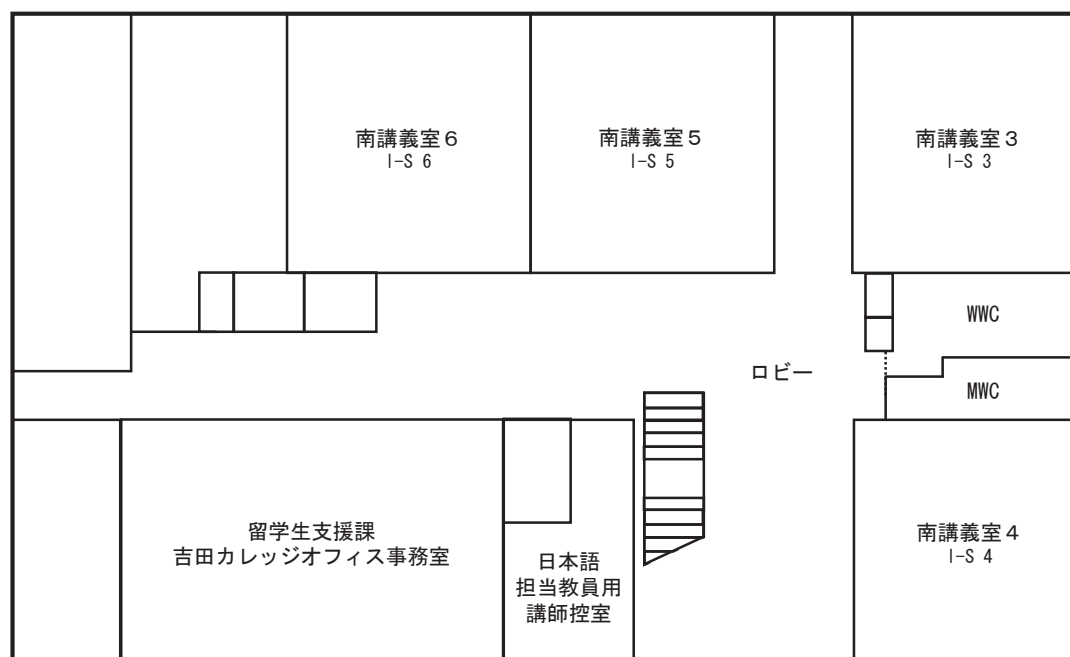 南講義室６
I-S 6
南講義室５
I-S 5
南講義室３
I-S 3
WWC
ロビー
MWC
留学生支援課
吉田カレッジオフィス事務室
日本語
担当教員用
講師控室
南講義室４
I-S 4